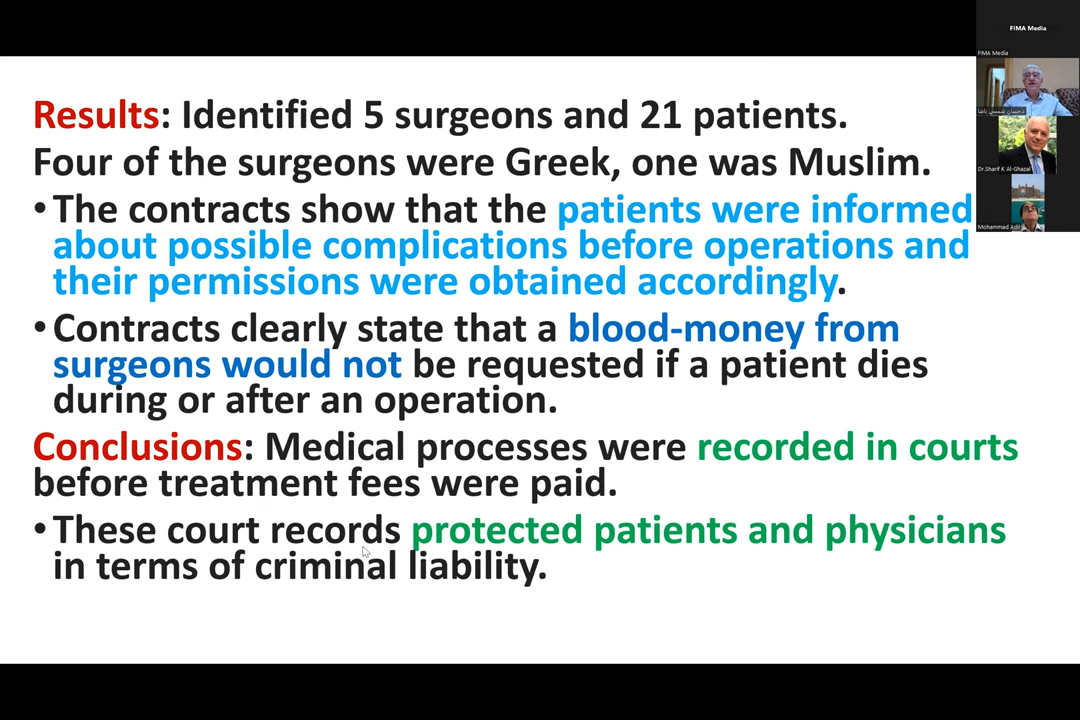 FIMA Media
FIMA Media
د.حسان شمسي باشا
Dr.Sharif K Al-Ghazal
Mohammad Adil
Results: Identified 5 surgeons and 21 patients.
Four of the surgeons were Greek, one was Muslim.
• The contracts show that the patients were informed
about possible complications before operations and
their permissions were obtained accordingly.
• Contracts clearly state that a blood-money from
surgeons would not be requested if a patient dies
during or after an operation.
Conclusions: Medical processes were recorded in courts
before treatment fees were paid.
• These court records protected patients and physicians
in terms of criminal liability.